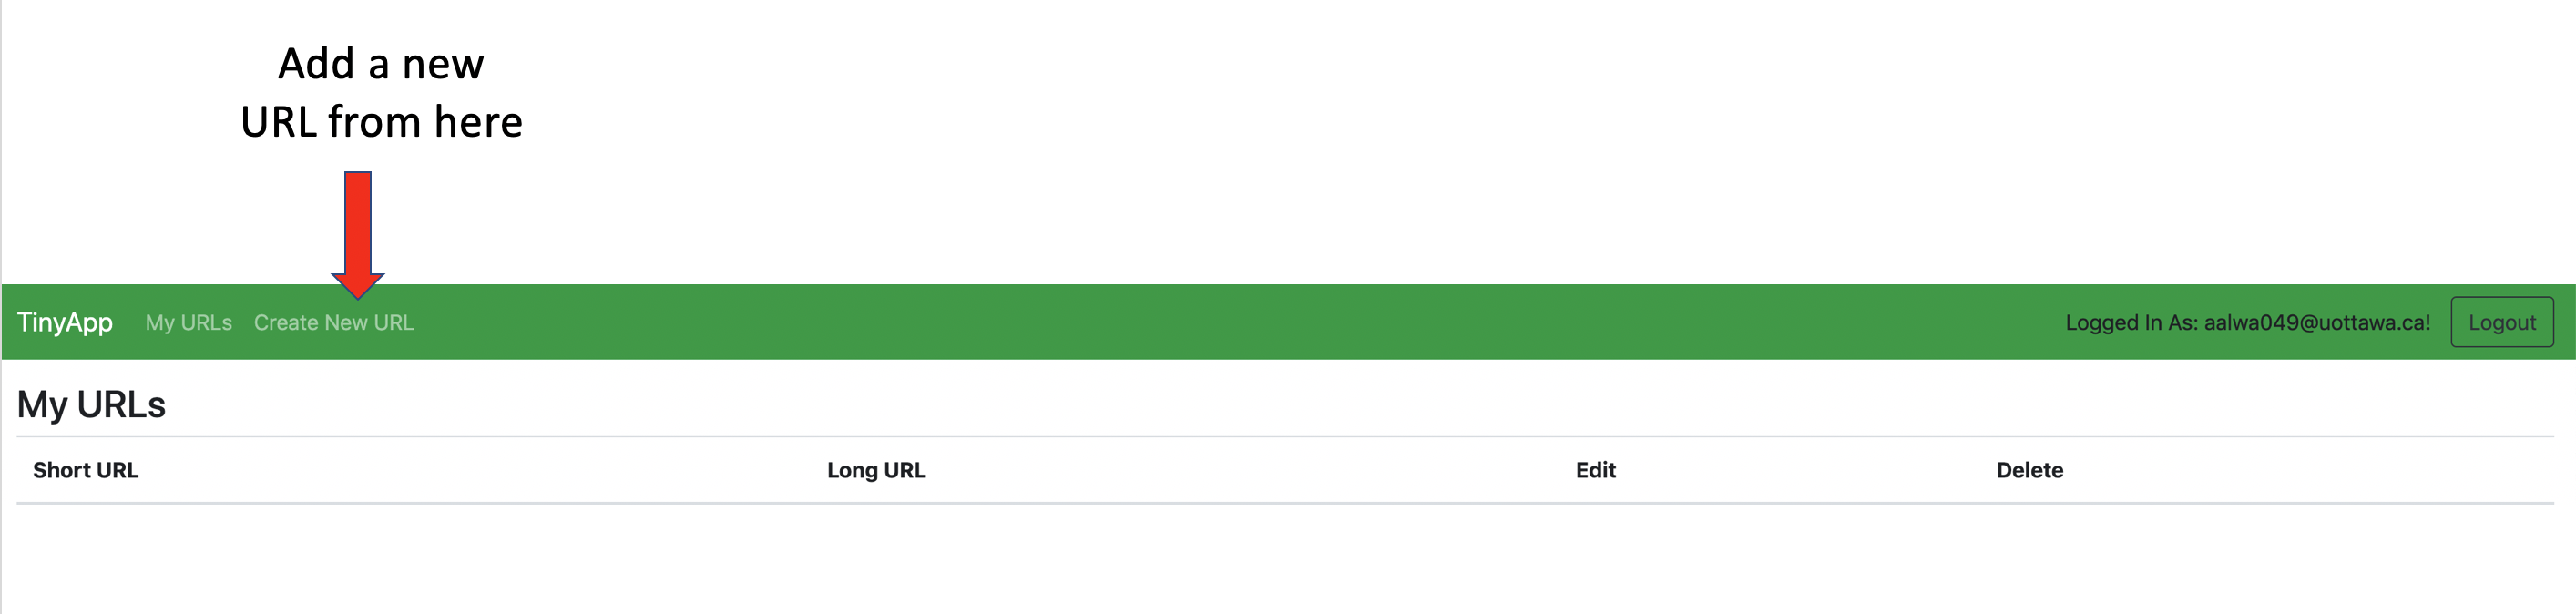 Add a new
URL from here
TinyApp My URLs Create New URL Logged In As: aalwa049@uottawa.ca! Logout
My URLs
Short URL Long URL Edit Delete